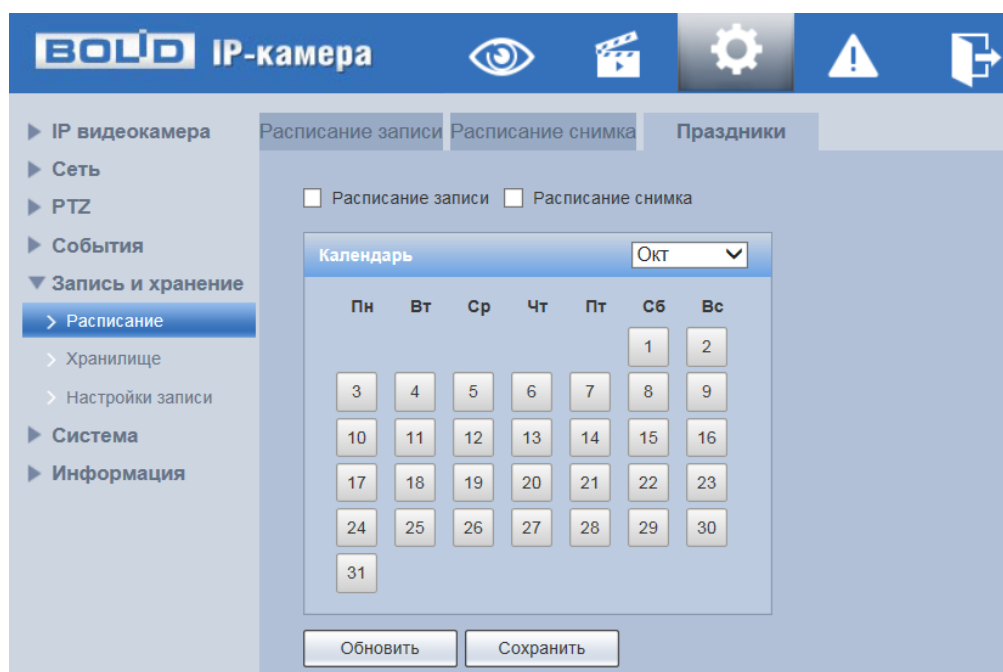 BOLID IP-камера
IP видеокамера
Сеть
PTZ
События
Запись и хранение
Расписание
Хранилище
Настройки записи
Система
Информация
Расписание записи Расписание снимка Праздники
Расписание записи Расписание снимка
Календарь Окт
Пн Вт Ср Чт Пт Сб Вс
1 2
3 4 5 6 7 8 9
10 11 12 13 14 15 16
17 18 19 20 21 22 23
24 25 26 27 28 29 30
31
Обновить Сохранить